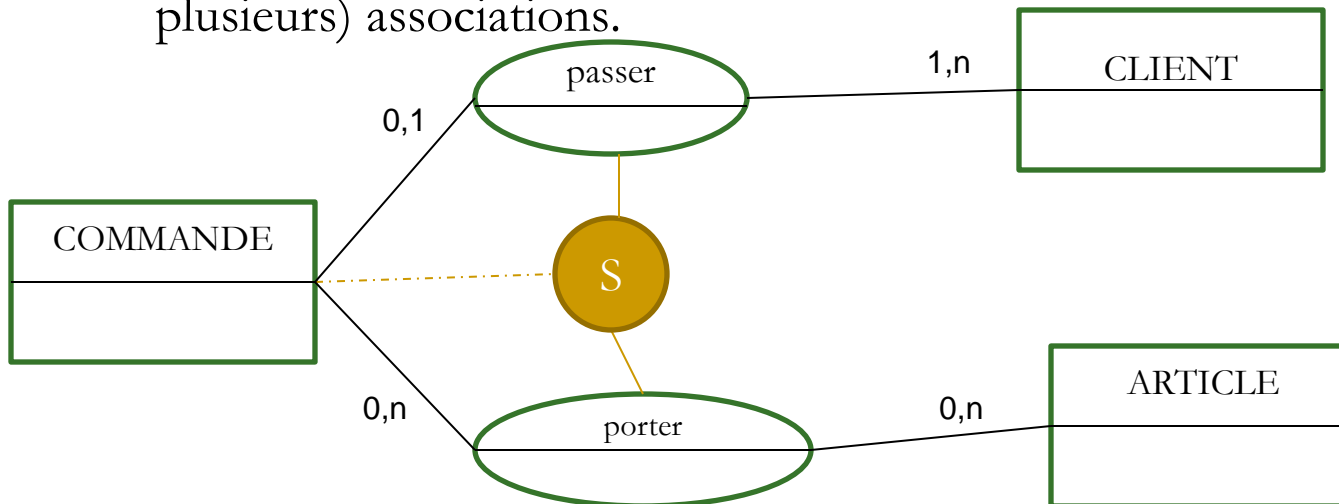 plusieurs) associations.
passer
1,n
CLIENT
0,1
COMMANDE
S
0,n
porter
0,n
ARTICLE